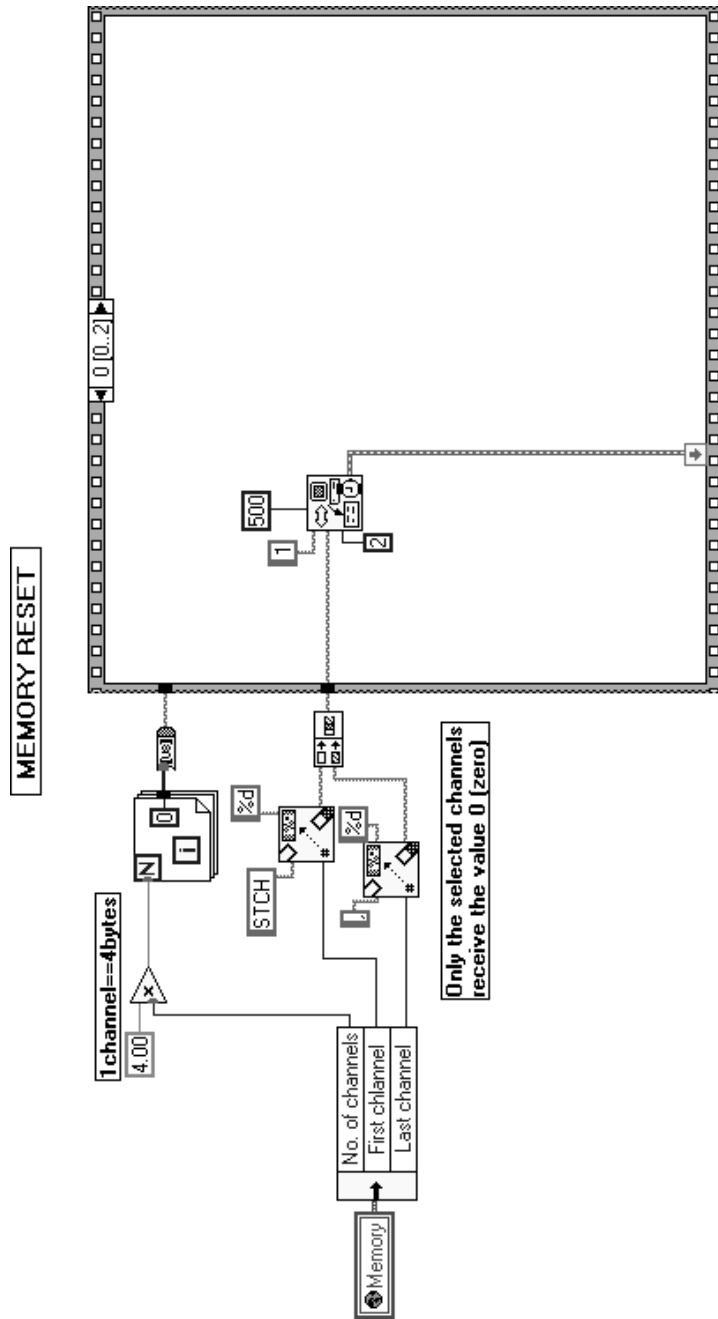 MEMORY RESET
1channel==4bytes
4.00
N
0
i
[U8]
0 [0..2]
STCH
%d
%d
,
Memory
No. of channels
First chlannel
Last channel
Only the selected channels
receive the value 0 (zero)
1
500
2